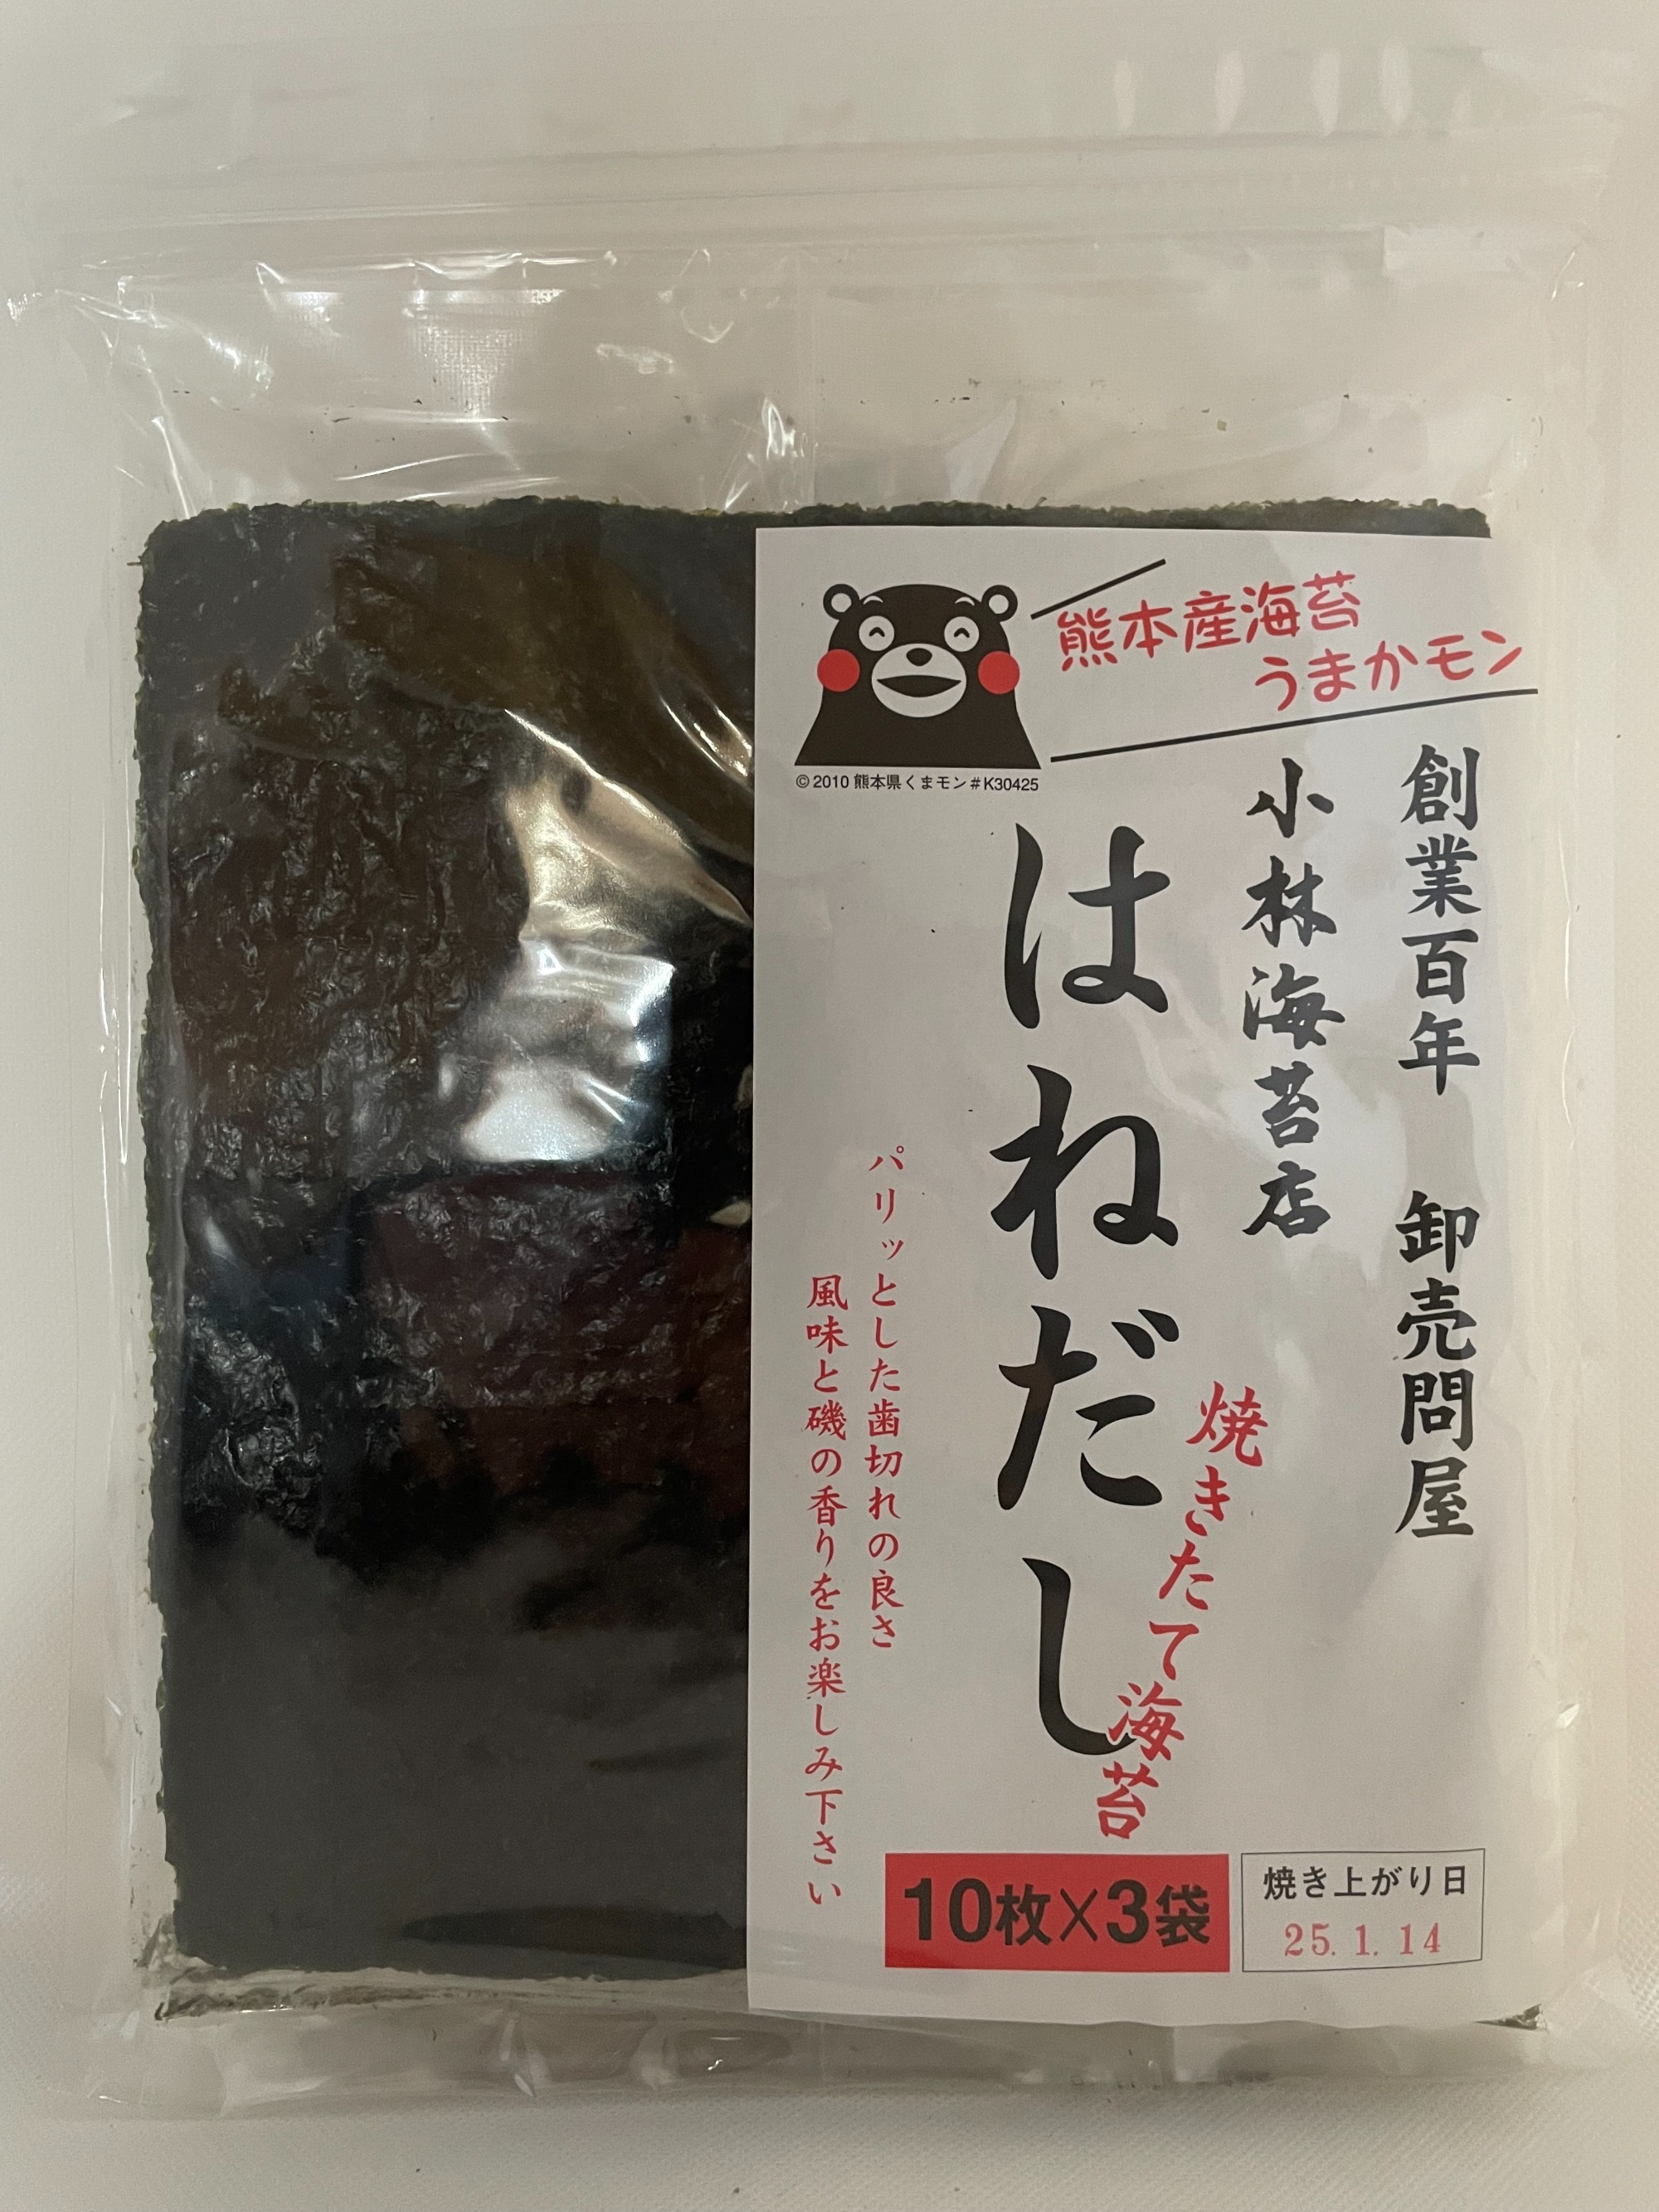 熊本産海苔
うまかモン
© 2010 熊本県くまモン#K30425
創業百年 卸売問屋
小林海苔店
はねだし
焼きたて海苔
パリッとした歯切れの良さ
風味と磯の香りをお楽しみ下さい
10枚×3袋
焼き上がり日
25. 1. 14